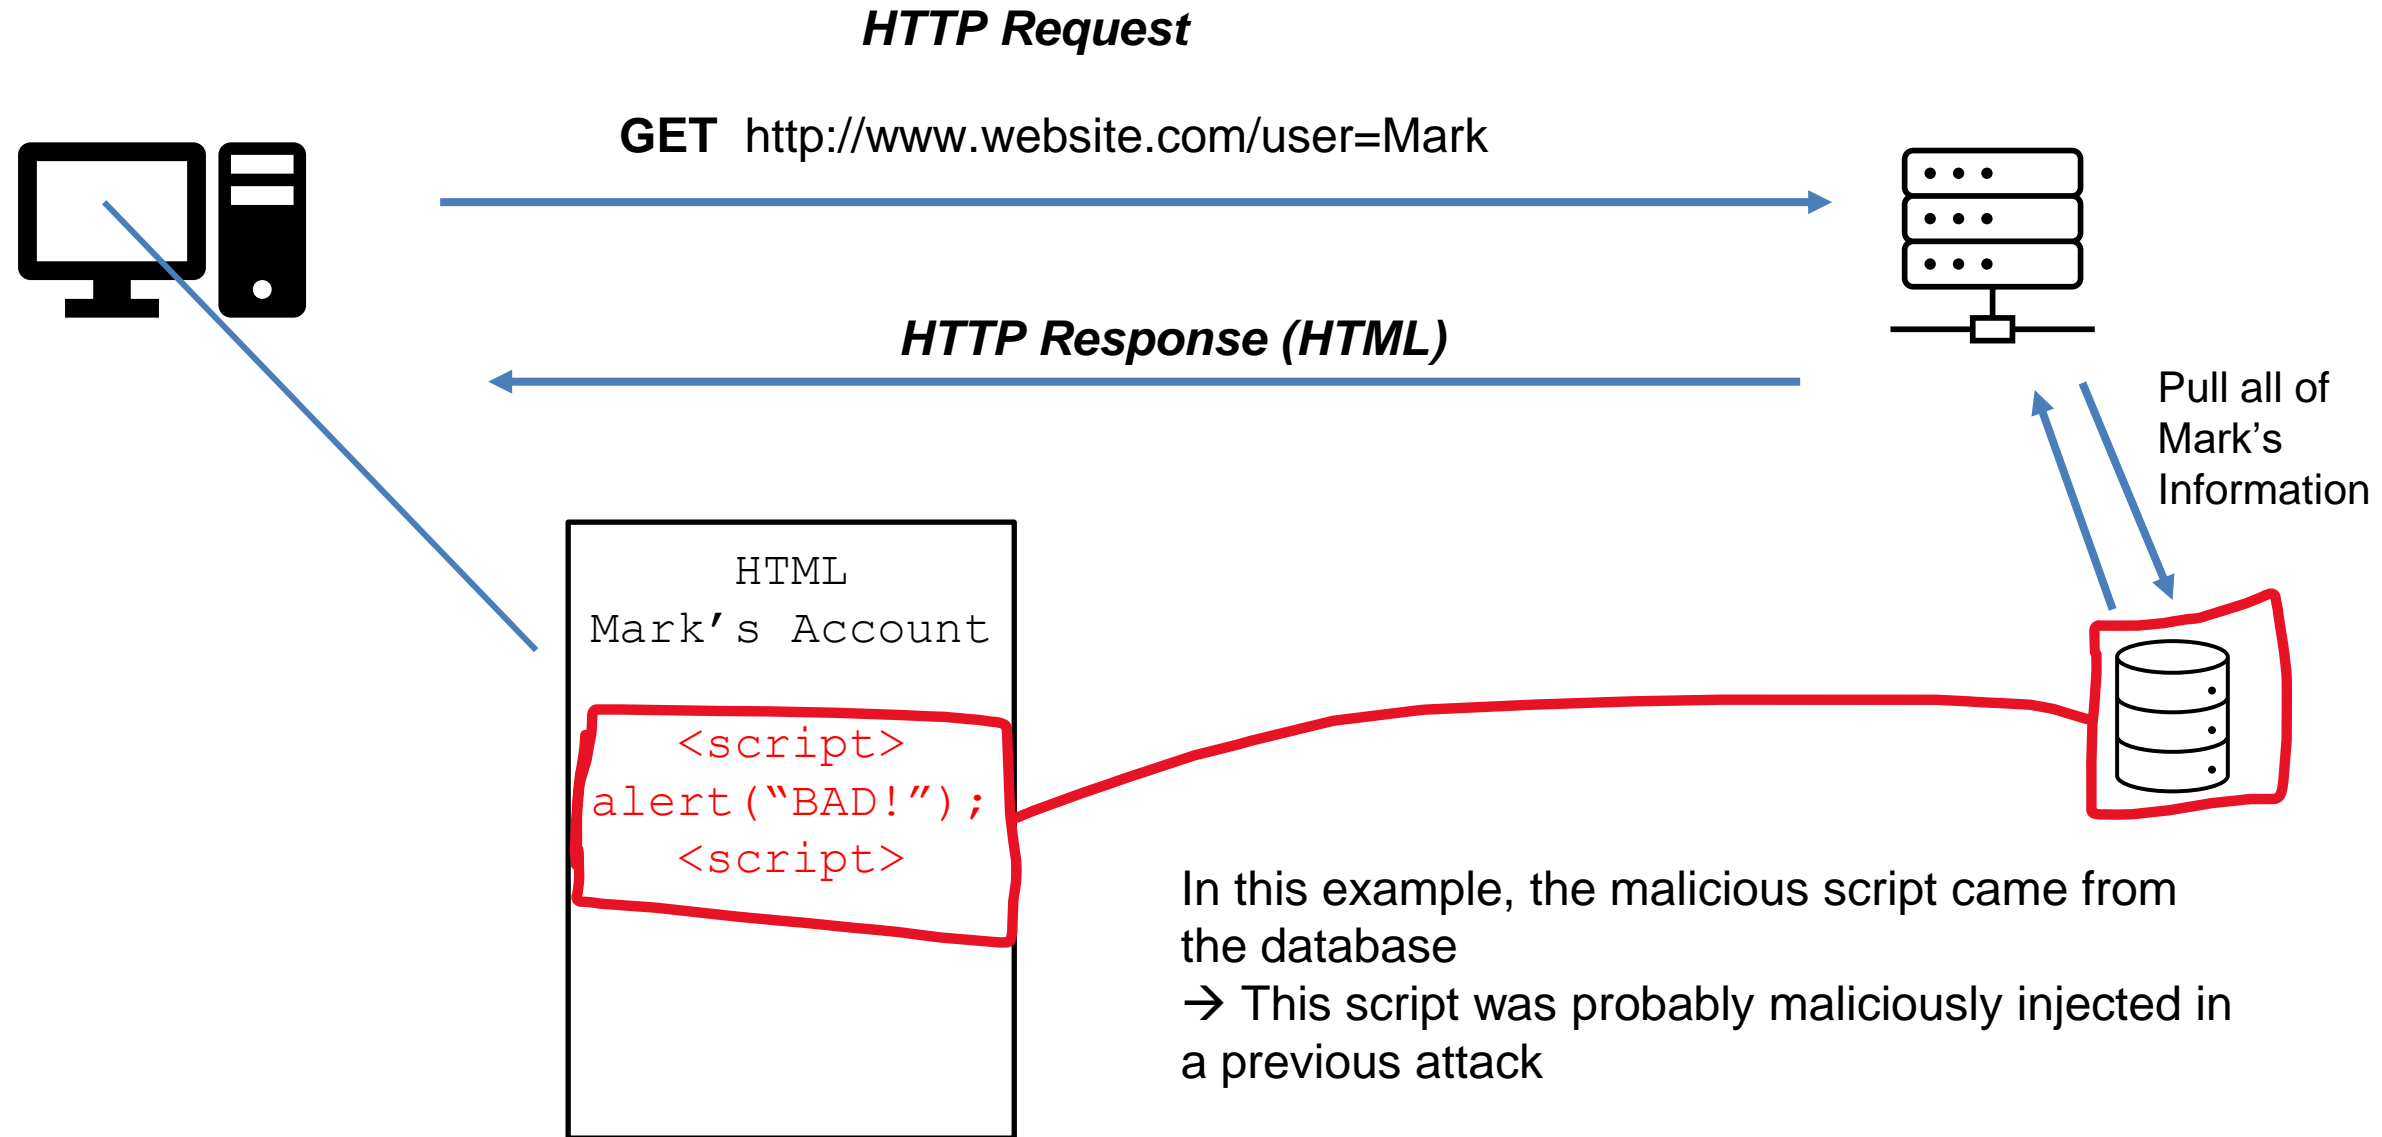 HTTP Request
GET http://www.website.com/user=Mark
HTTP Response (HTML)
Pull all of
Mark’s
Information
HTML
Mark’s Account
<script>
alert(“BAD!”);
<script>
In this example, the malicious script came from
the database
→ This script was probably maliciously injected in
a previous attack